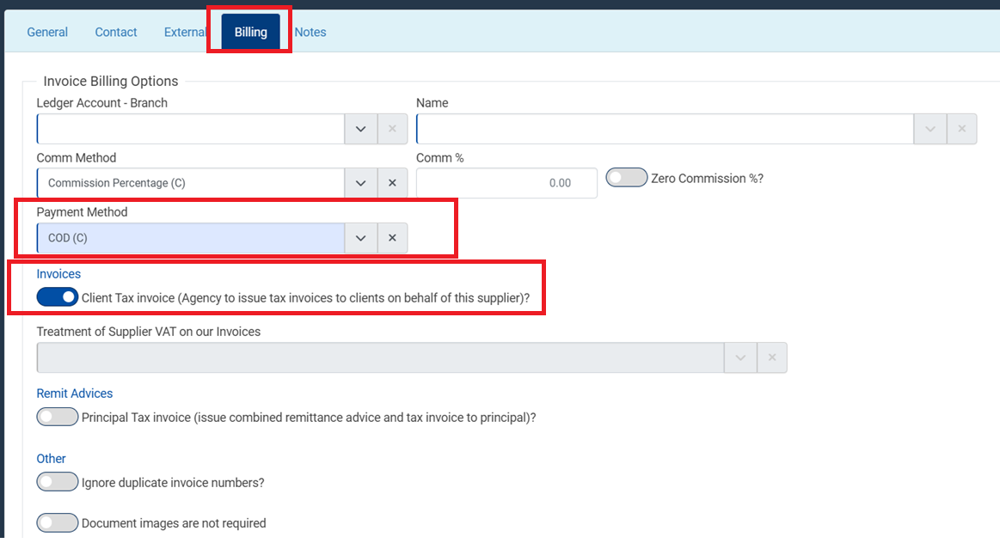 General Contact External Billing Notes
Invoice Billing Options
Ledger Account - Branch Name
Comm Method Comm %
Commission Percentage (C) 0.00 Zero Commission %?
Payment Method
COD (C)
Invoices
Client Tax invoice (Agency to issue tax invoices to clients on behalf of this supplier)?
Treatment of Supplier VAT on our Invoices
Remit Advices
Principal Tax invoice (issue combined remittance advice and tax invoice to principal)?
Other
Ignore duplicate invoice numbers?
Document images are not required